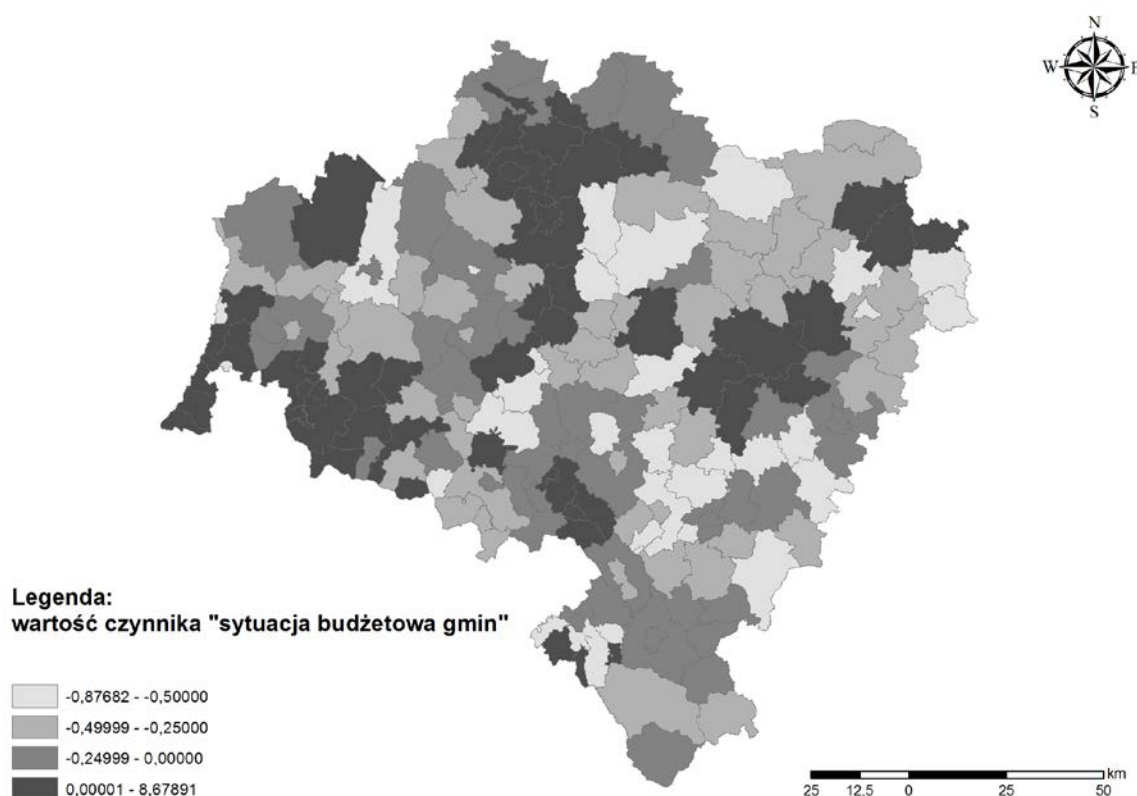 N
W E
S
Legenda:
wartość czynnika "sytuacja budżetowa gmin"
-0,87682 - -0,50000
-0,49999 - -0,25000
-0,24999 - 0,00000
0,00001 - 8,67891
km
25 12,5 0 25 50